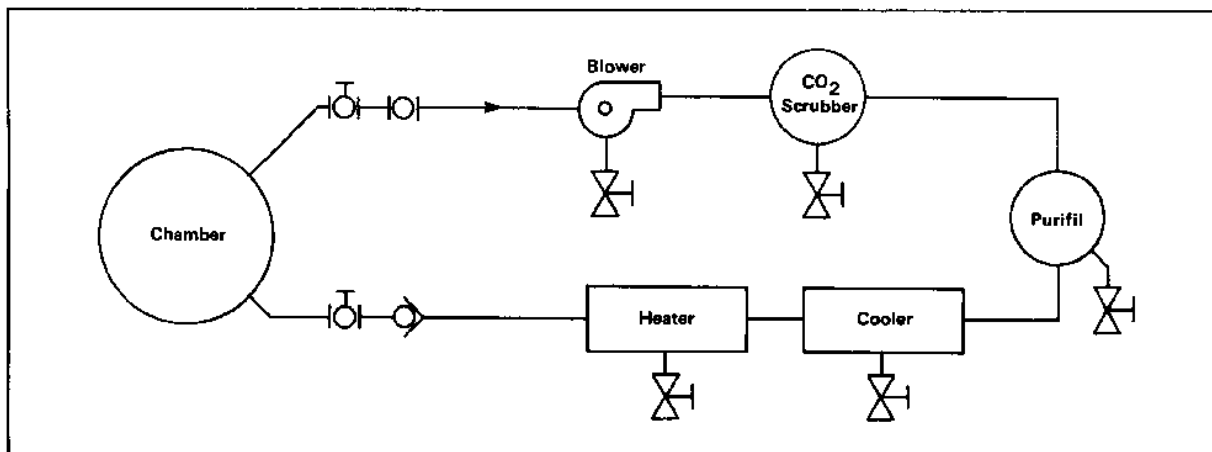 Blower
CO2
Scrubber
Chamber
Purifil
Heater
Cooler